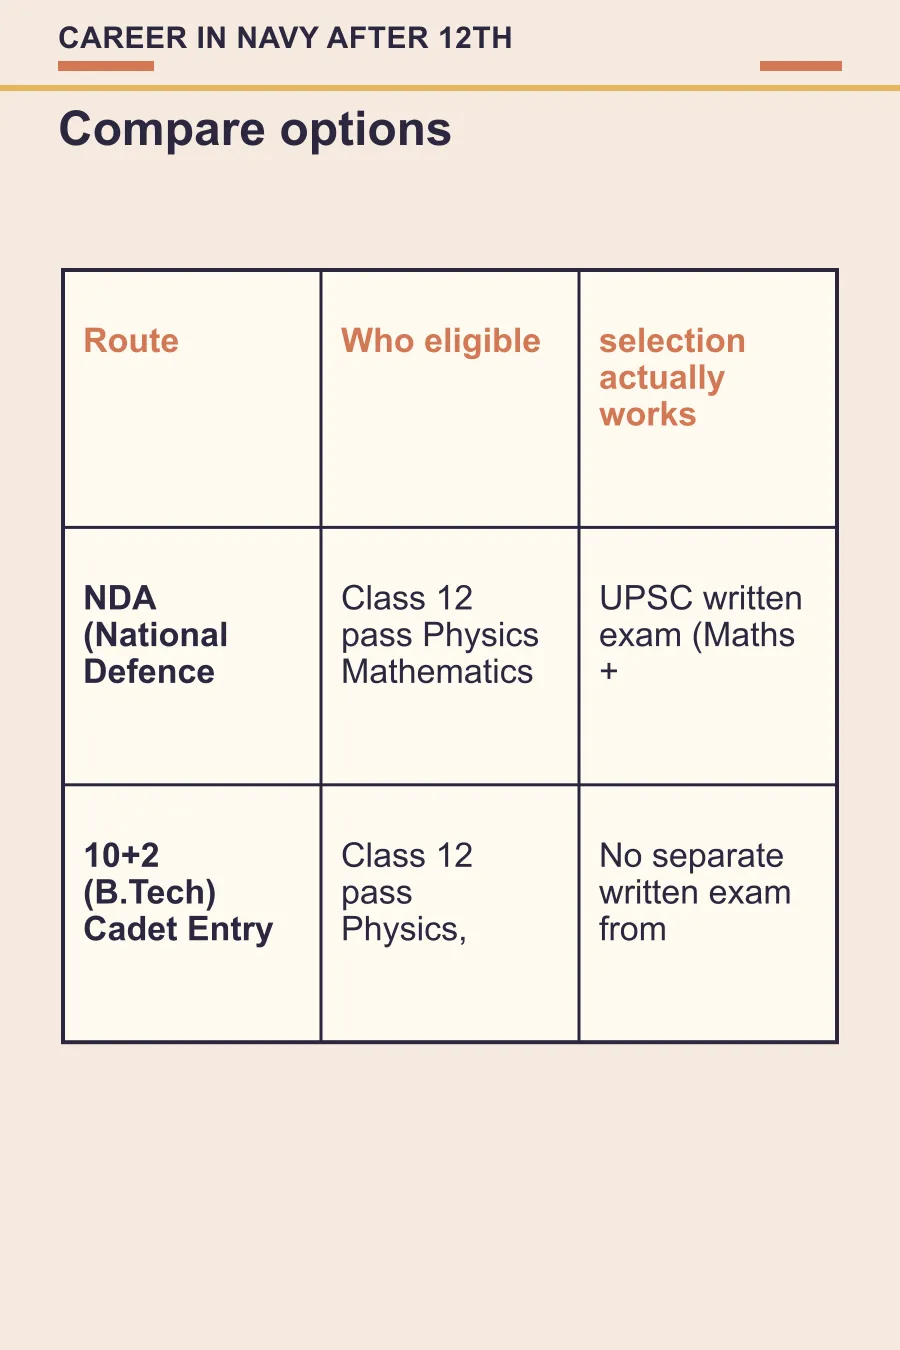 CAREER IN NAVY AFTER 12TH
Compare options
Route
Who eligible
selection
actually
works
NDA
(National
Defence
Class 12
pass Physics
Mathematics
UPSC written
exam (Maths
+
10+2
(B.Tech)
Cadet Entry
Class 12
pass
Physics,
No separate
written exam
from